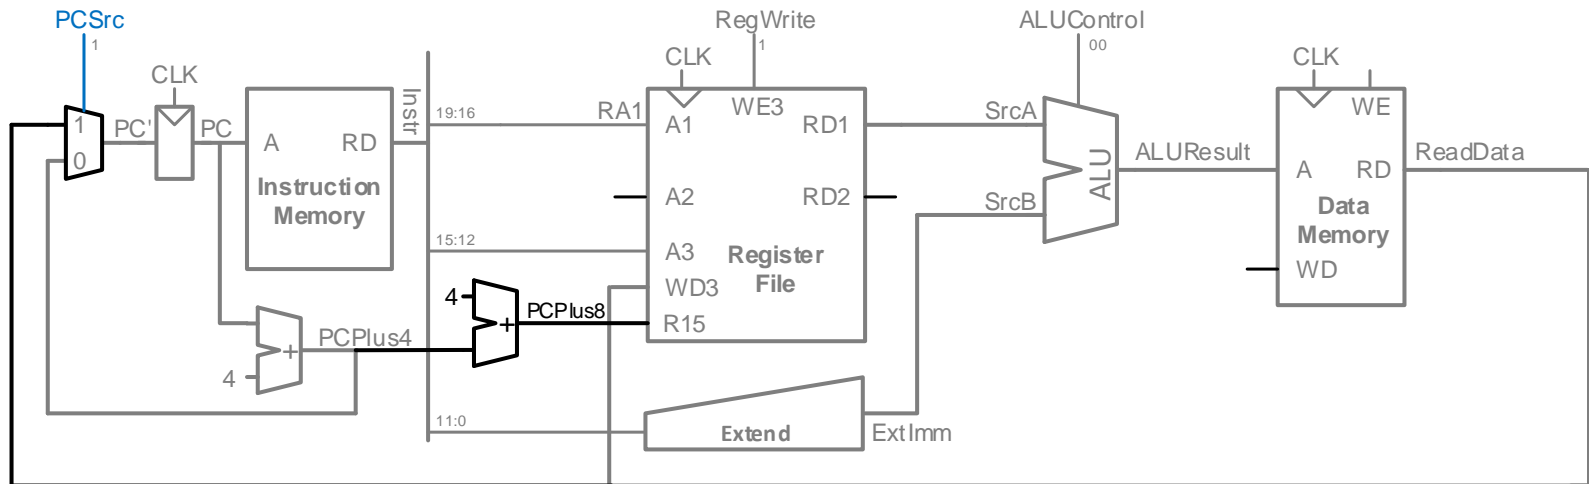 PCSrc
1
RegWrite
1
ALUControl
00
CLK
CLK
CLK
1
0
PC'
PC
A
RD
Instruction
Memory
Instr
19:16
RA1
A1
WE3
RD1
SrcA
A2
RD2
15:12
A3
WD3
Register
File
R15
SrcB
ALU
ALUResult
WE
A
RD
Data
Memory
WD
ReadData
4
+
PCPlus4
4
+
PCPlus8
11:0
Extend
ExtImm